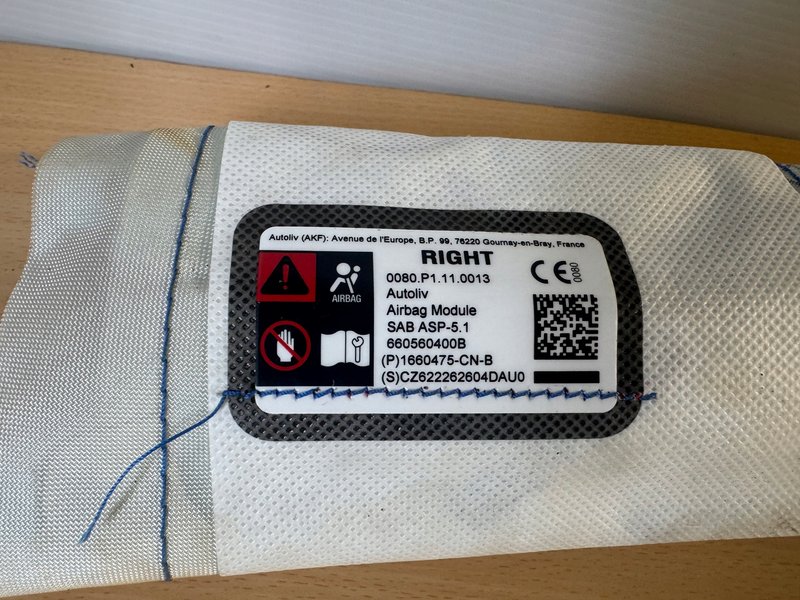 Autoliv (AKF): Avenue de l'Europe, B.P. 99, 76220 Gournay-en-Bray, France
RIGHT
0080.P1.11.0013
Autoliv
Airbag Module
SAB ASP-5.1
660560400B
(P)1660475-CN-B
(S)CZ622262604DAU0
AIRBAG
CE 0080